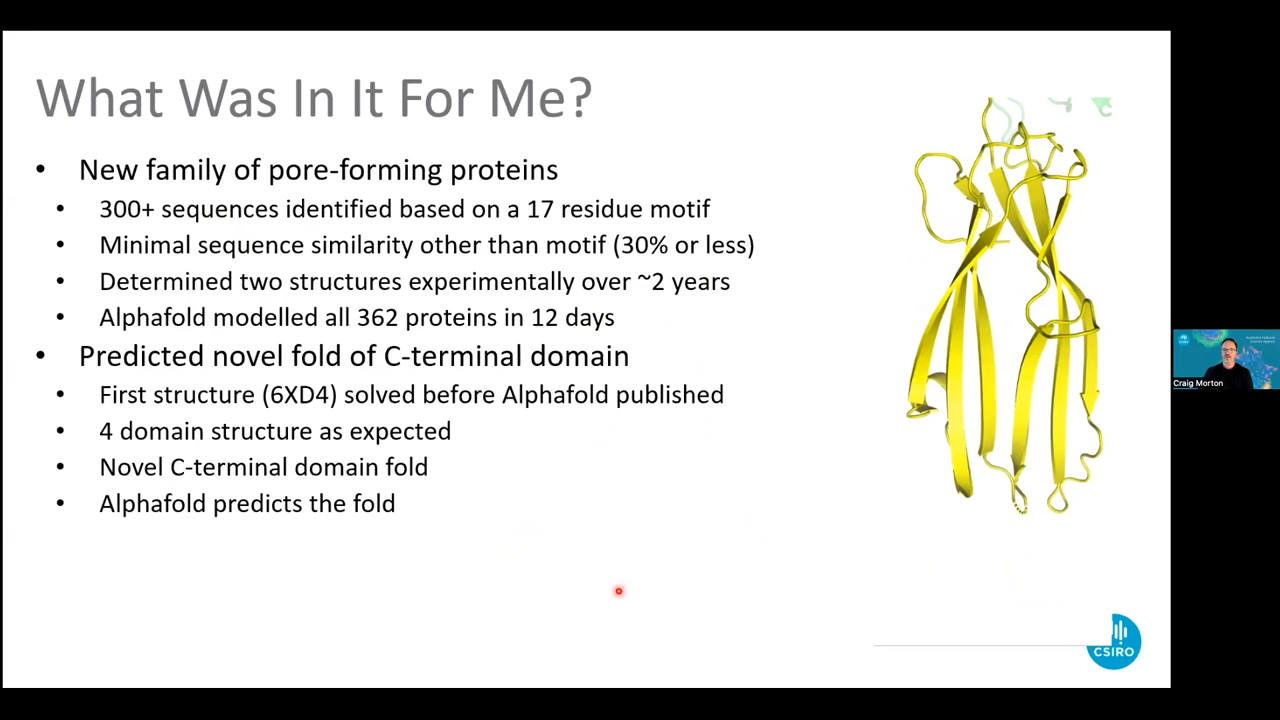 What Was In It For Me?
• New family of pore-forming proteins
• 300+ sequences identified based on a 17 residue motif
• Minimal sequence similarity other than motif (30% or less)
• Determined two structures experimentally over ~2 years
• Alphafold modelled all 362 proteins in 12 days
• Predicted novel fold of C-terminal domain
• First structure (6XD4) solved before Alphafold published
• 4 domain structure as expected
• Novel C-terminal domain fold
• Alphafold predicts the fold
CSIRO
Craig Morton